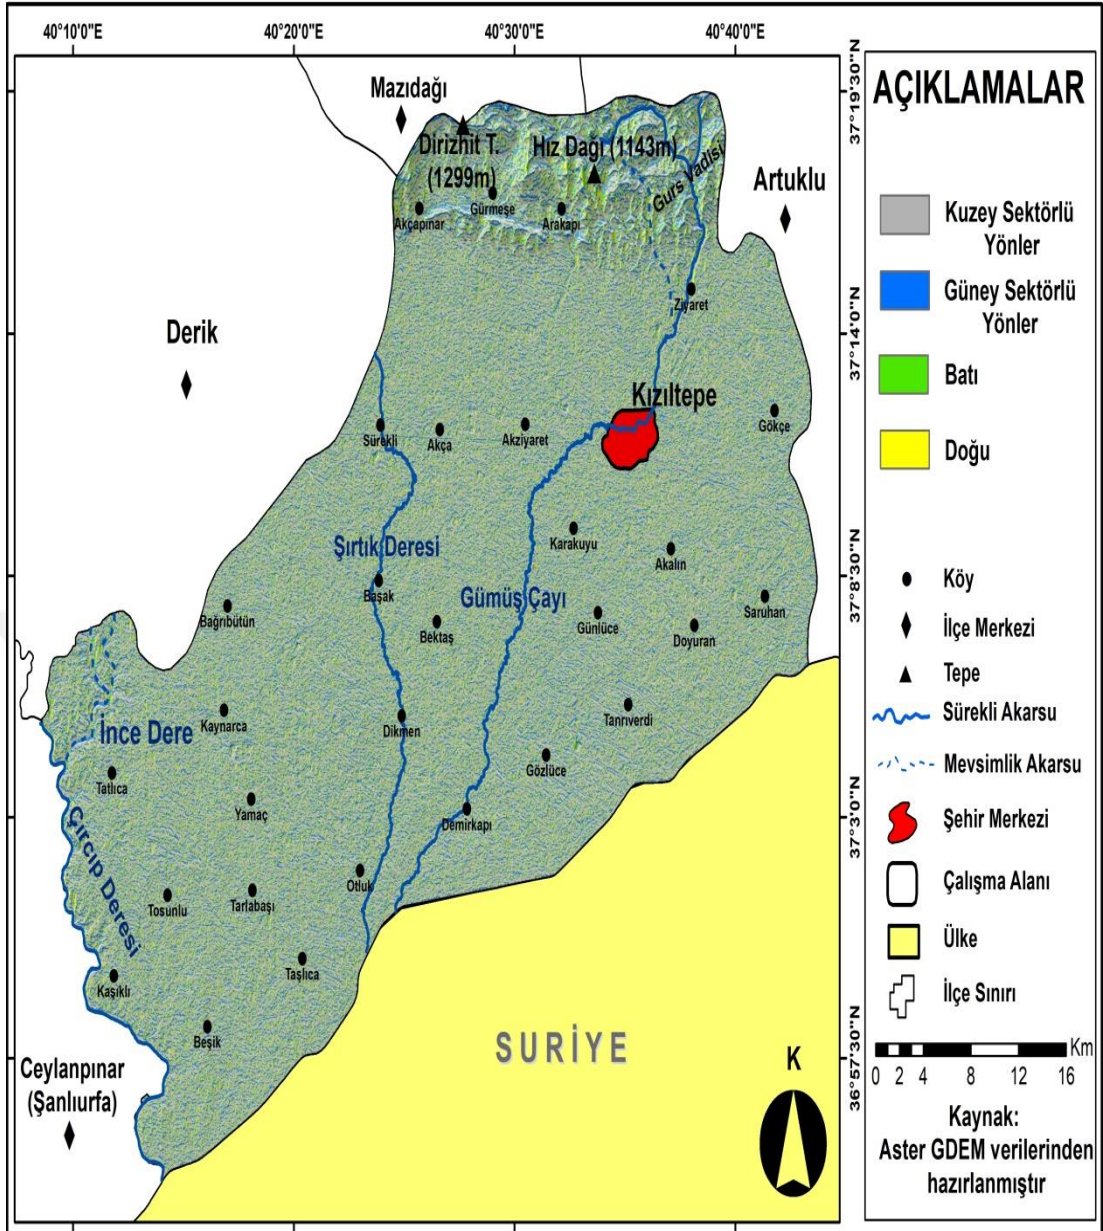 40°10'0"E
40°20'0"E
40°30'0"E
40°40'0"E
37°19'30"N
37°14'0"N
37°8'30"N
37°3'0"N
36°57'30"N
Mazıdağı
Dirizhit T.
(1299m)
Hız Dağı (1143m)
Gurs Vadisi
Artuklu
Akçapınar
Gürmeşe
Arakapı
Ziyaret
Derik
Kızıltepe
Gökçe
Sürekli
Akça
Akziyaret
Karakuyu
Akalın
Şırtık Deresi
Gümüş Çayı
Başak
Bağrıbütün
Bektaş
Günlüce
Doyuran
Saruhan
İnce Dere
Kaynarca
Dikmen
Tanrıverdi
Tatlıca
Yamaç
Gözlüce
Demirkapı
Çırcıp Deresi
Otluk
Tosunlu
Tarlabaşı
Kaşıklı
Taşlıca
Beşik
SURİYE
Ceylanpınar
(Şanlıurfa)
K
AÇIKLAMALAR
Kuzey Sektörlü
Yönler
Güney Sektörlü
Yönler
Batı
Doğu
Köy
İlçe Merkezi
Tepe
Sürekli Akarsu
Mevsimlik Akarsu
Şehir Merkezi
Çalışma Alanı
Ülke
İlçe Sınırı
Km
0 2 4 8 12 16
Kaynak:
Aster GDEM verilerinden
hazırlanmıştır